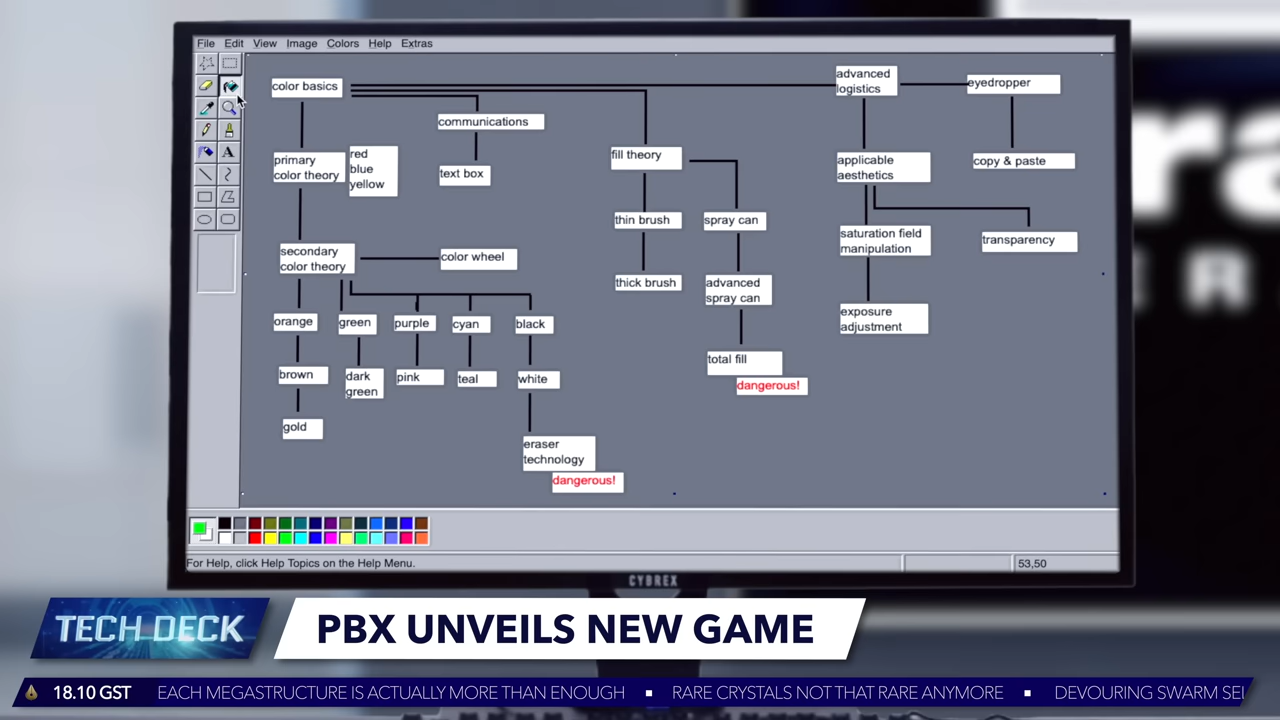 File Edit View Image Colors Help Extras
color basics
advanced
logistics
eyedropper
communications
primary
color theory
red
blue
yellow
text box
fill theory
applicable
aesthetics
copy & paste
thin brush
spray can
saturation field
manipulation
transparency
secondary
color theory
color wheel
thick brush
advanced
spray can
exposure
adjustment
orange
green
purple
cyan
black
total fill
dangerous!
brown
dark
green
pink
teal
white
gold
eraser
technology
dangerous!
A
For Help, click Help Topics on the Help Menu.
53,50
CYBREX
TECH DECK
PBX UNVEILS NEW GAME
18.10 GST
EACH MEGASTRUCTURE IS ACTUALLY MORE THAN ENOUGH ▪ RARE CRYSTALS NOT THAT RARE ANYMORE ▪ DEVOURING SWARM SEL
ra
ER